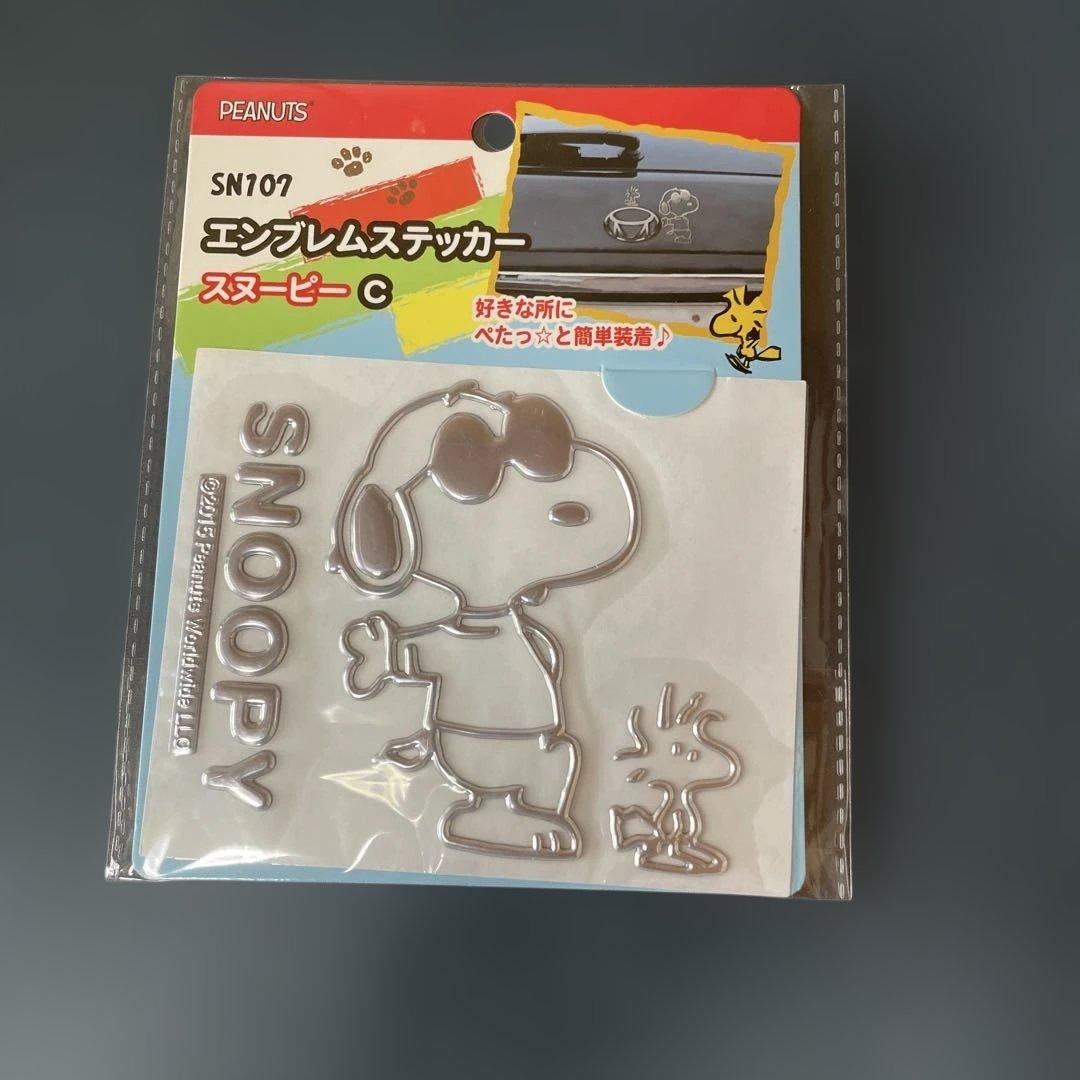 PEANUTS®
SN107
エンブレムステッカー
スヌーピー C
好きな所に
ぺたっ☆と簡単装着♪
SNOOPY
©2015 Peanuts Worldwide LLC